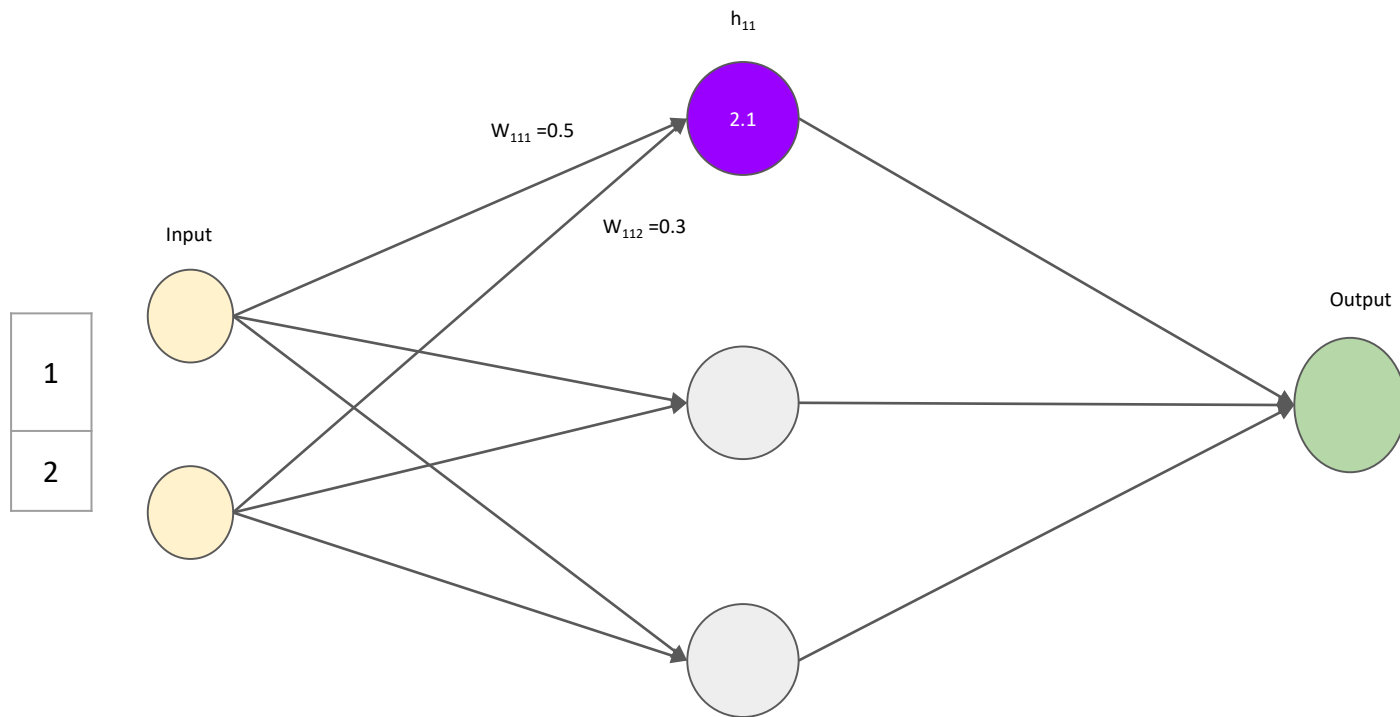 h₁₁
2.1
W₁₁₁ =0.5
W₁₁₂ =0.3
Input
Output
1
2